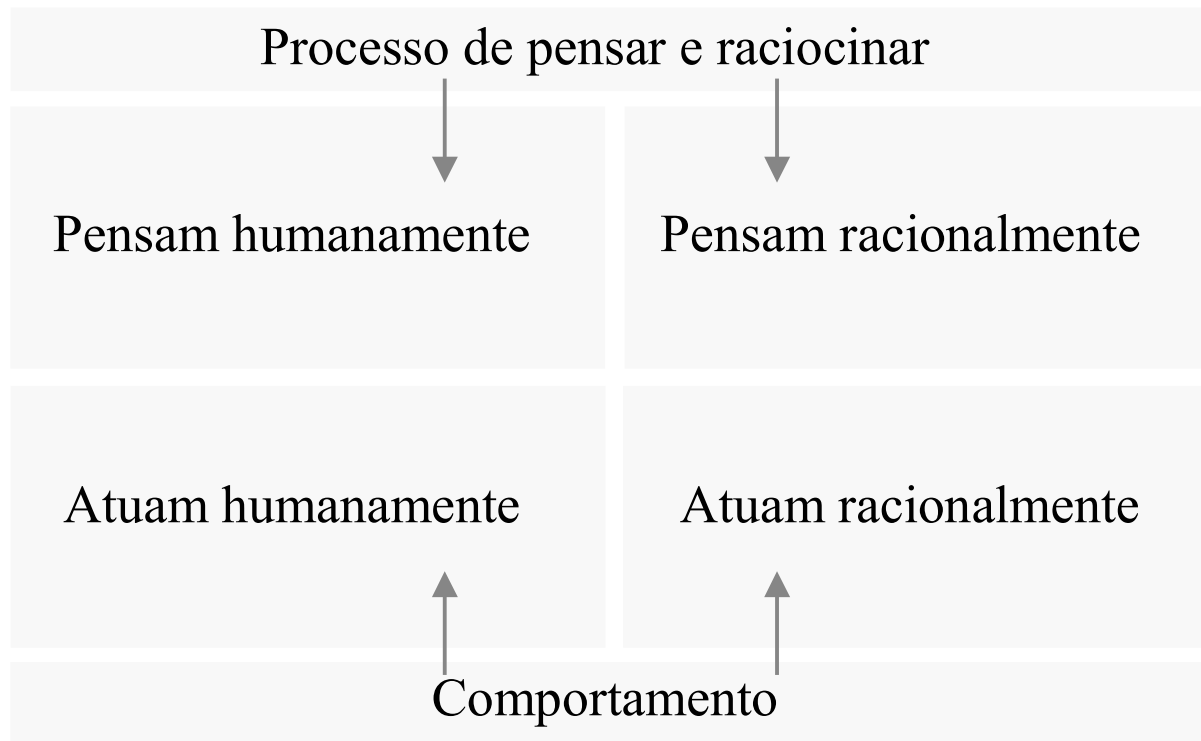 Processo de pensar e raciocinar
Pensam humanamente
Pensam racionalmente
Atuam humanamente
Atuam racionalmente
Comportamento